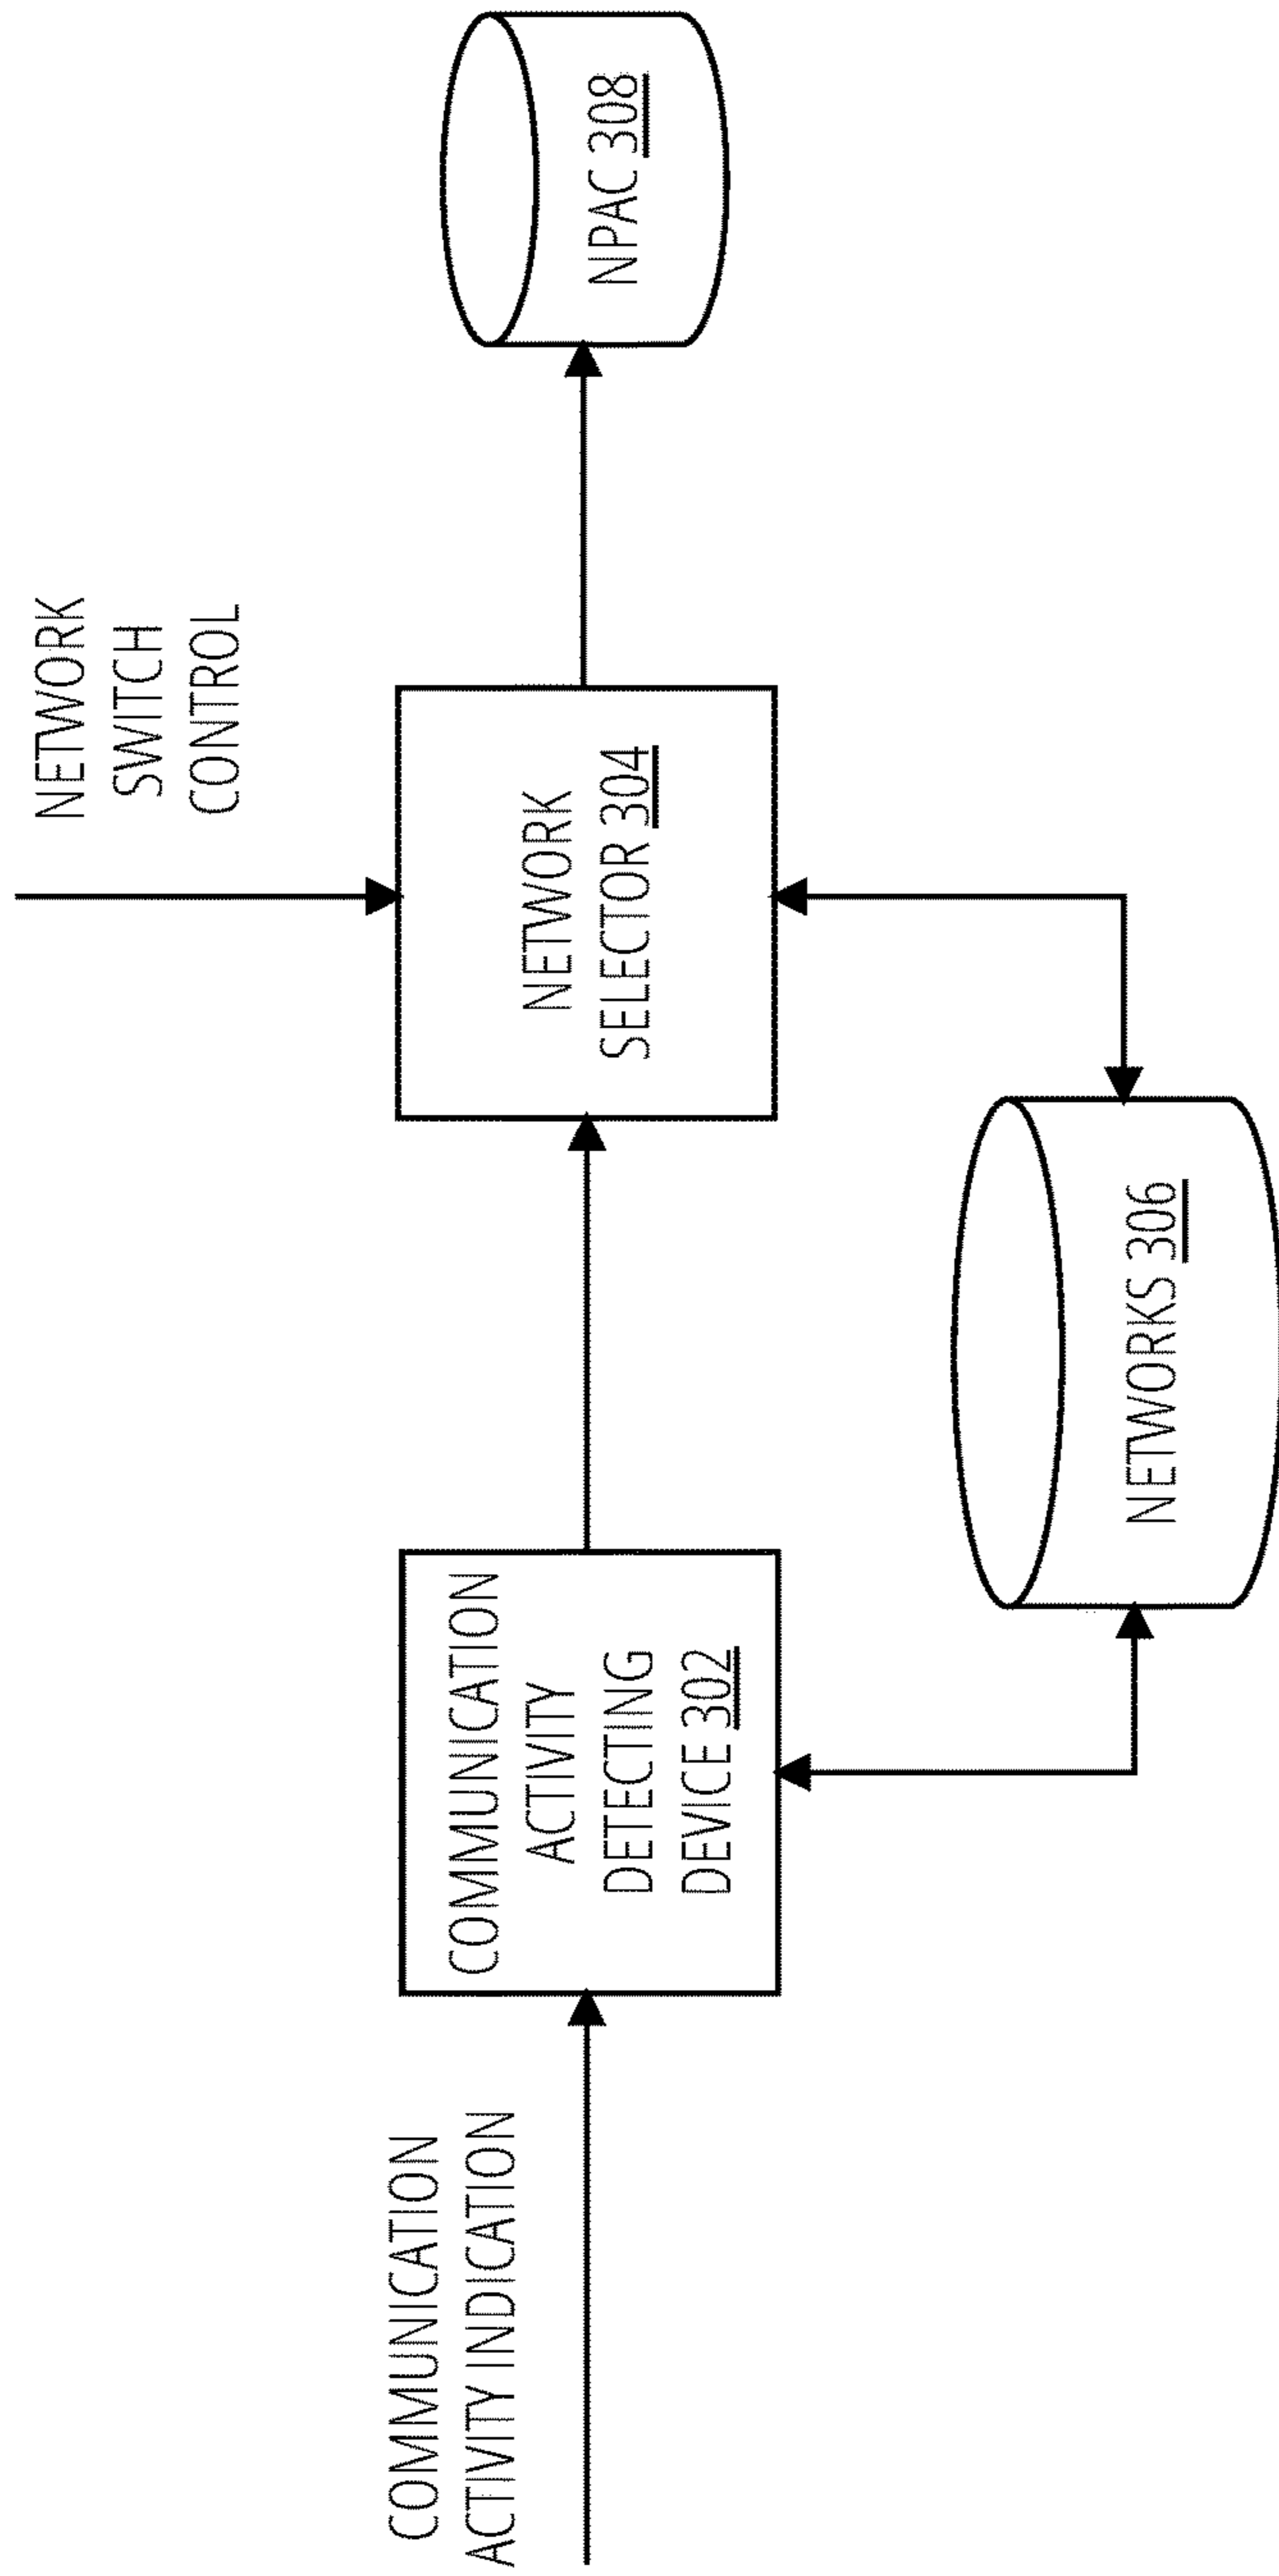 COMMUNICATION
ACTIVITY INDICATION
COMMUNICATION
ACTIVITY
DETECTING
DEVICE 302
NETWORK
SWITCH
CONTROL
NETWORK
SELECTOR 304
NETWORKS 306
NPAC 308